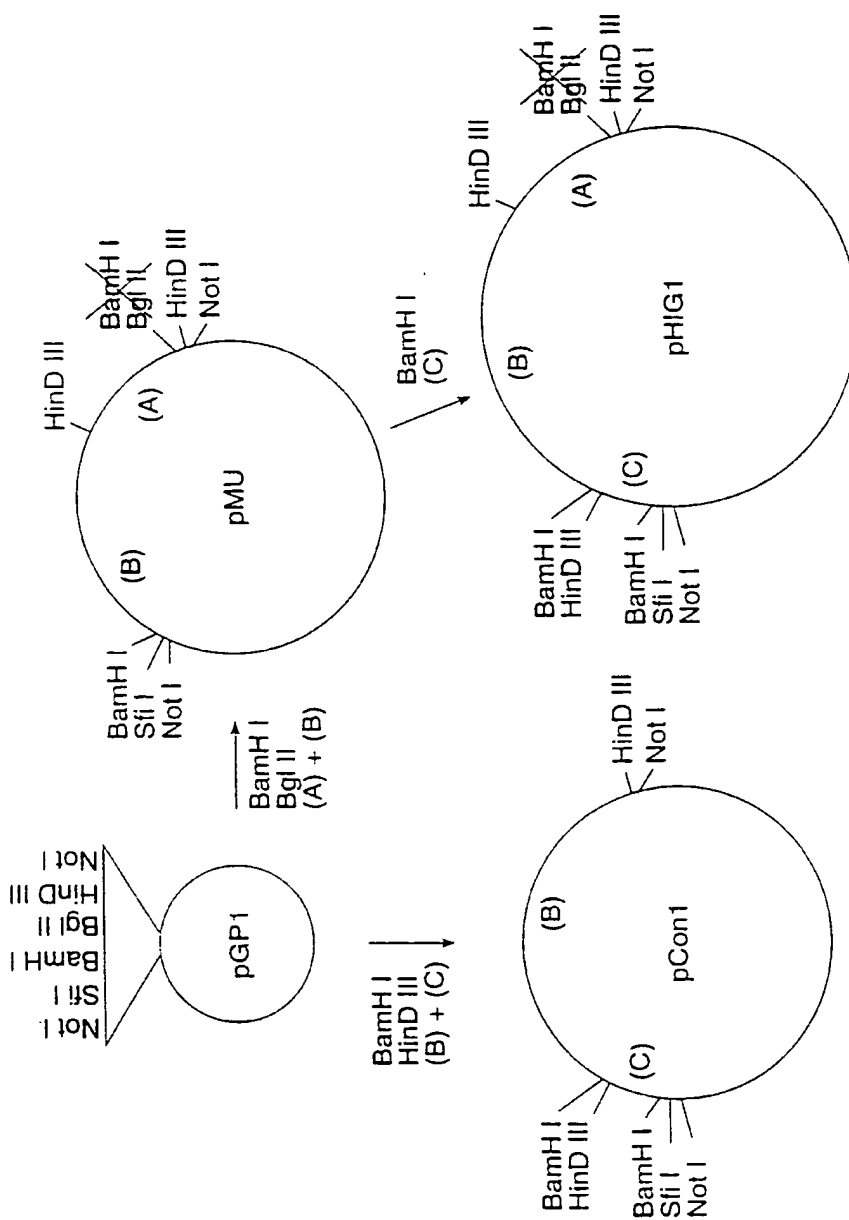 Not I
Sfi I
BamH I
Bgl II
HinD III
Not I
pGP1
BamH I
Bgl II
(A) + (B)
BamH I
Sfi I
Not I
(B)
HinD III
(A)
BamH I
Bgl II
HinD III
Not I
pMU
BamH I
HinD III
(B) + (C)
BamH I
(C)
BamH I
HinD III
(C)
BamH I
Sfi I
Not I
(B)
HinD III
Not I
pCon1
BamH I
HinD III
(C)
BamH I
Sfi I
Not I
(B)
HinD III
(A)
BamH I
Bgl II
HinD III
Not I
pHIG1